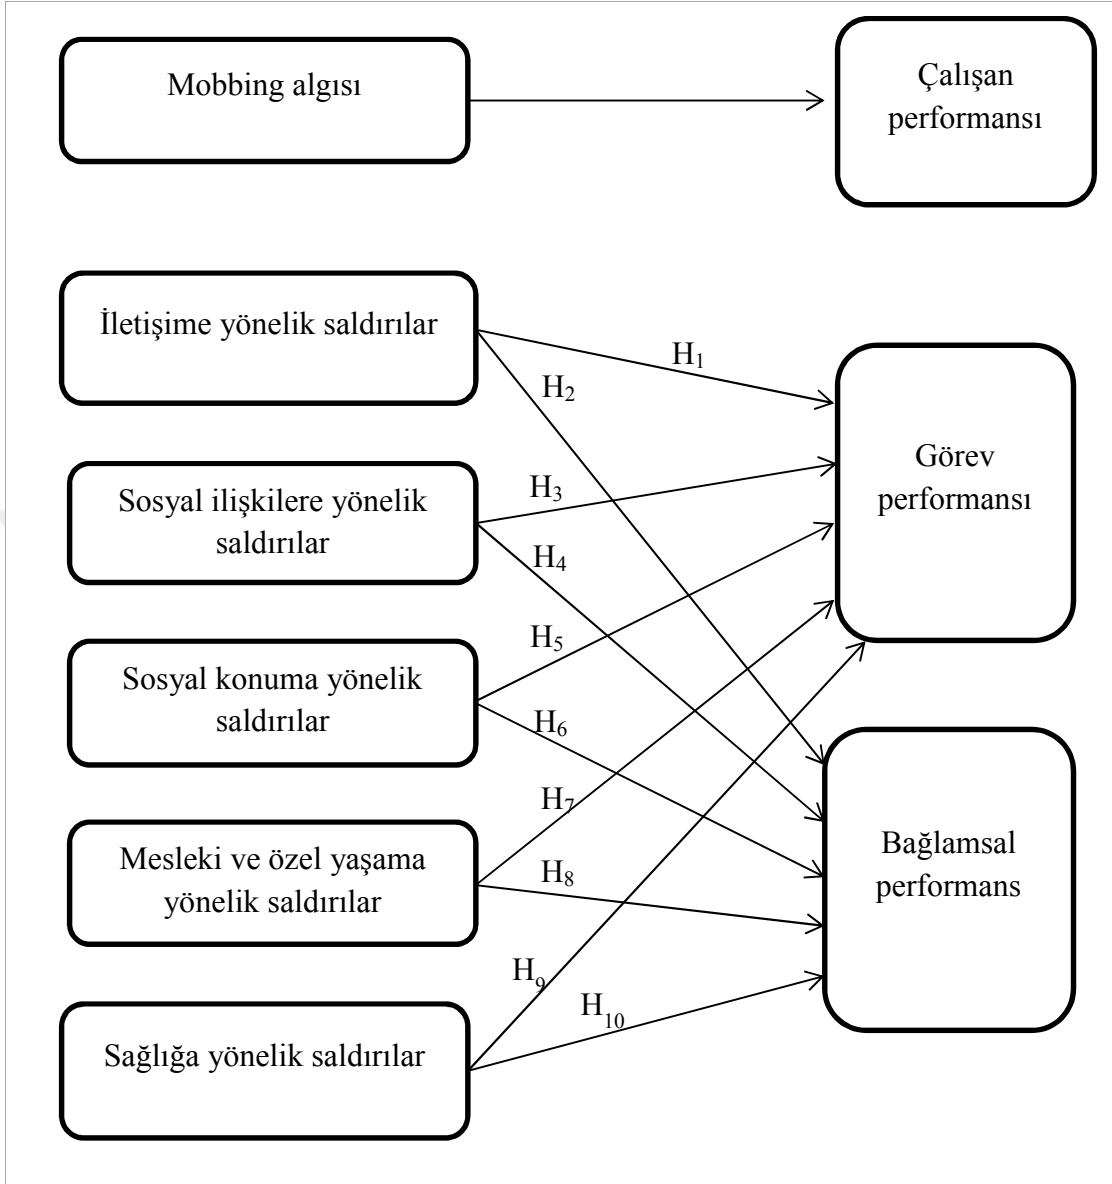 Mobbing algısı
Çalışan
performansı
İletişime yönelik saldırılar
H1
H2
Sosyal ilişkilere yönelik
saldırılar
H3
H4
Görev
performansı
Sosyal konuma yönelik
saldırılar
H5
H6
Mesleki ve özel yaşama
yönelik saldırılar
H7
H8
Bağlamsal
performans
Sağlığa yönelik saldırılar
H9
H10